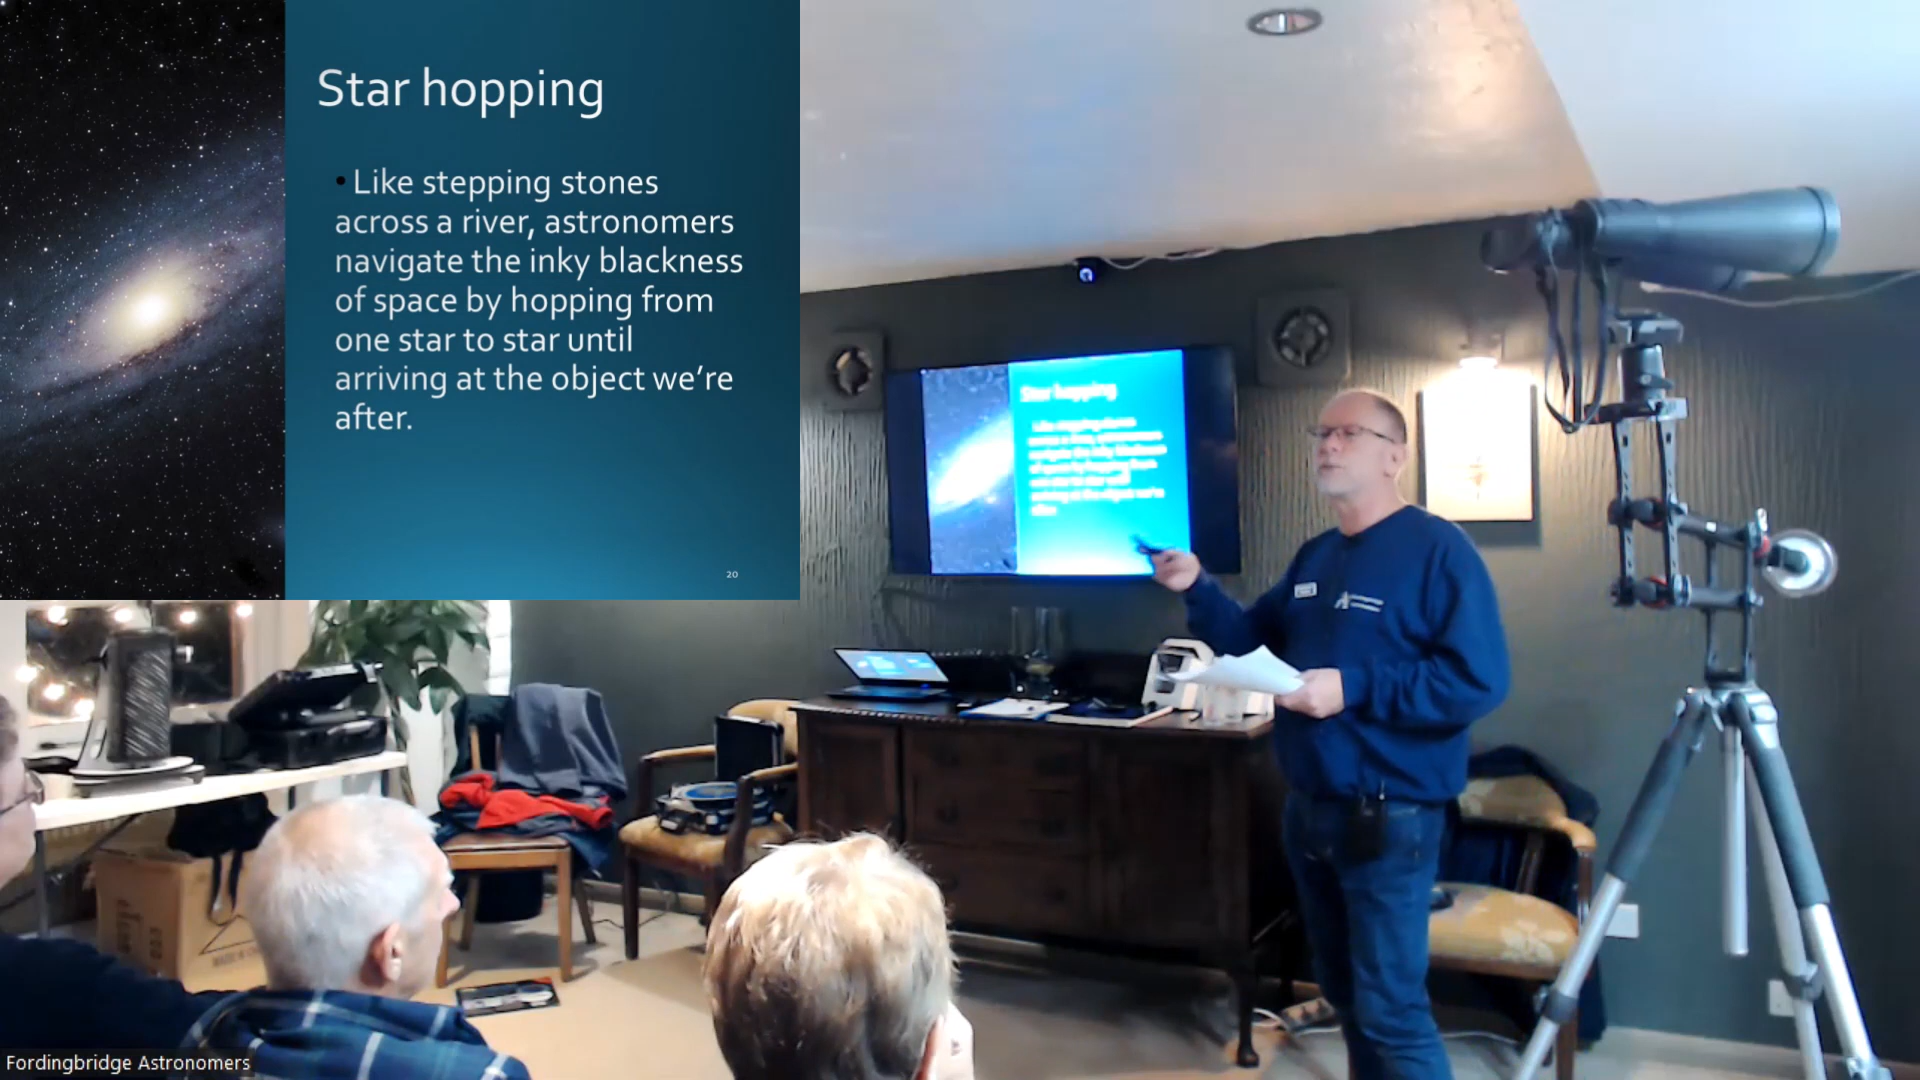 Star hopping
• Like stepping stones
across a river, astronomers
navigate the inky blackness
of space by hopping from
one star to star until
arriving at the object we're
after.
20
Star hopping
Fordingbridge Astronomers